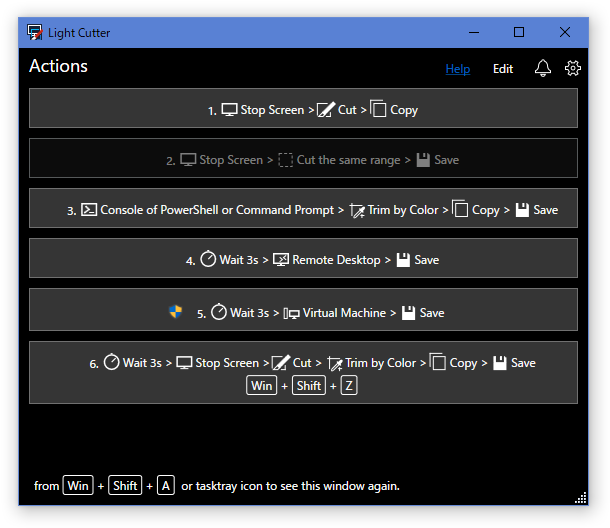 Light Cutter
Actions
Help Edit
1. Stop Screen > Cut > Copy
2. Stop Screen > Cut the same range > Save
3. Console of PowerShell or Command Prompt > Trim by Color > Copy > Save
4. Wait 3s > Remote Desktop > Save
5. Wait 3s > Virtual Machine > Save
6. Wait 3s > Stop Screen > Cut > Trim by Color > Copy > Save
Win + Shift + Z
from Win + Shift + A or tasktray icon to see this window again.